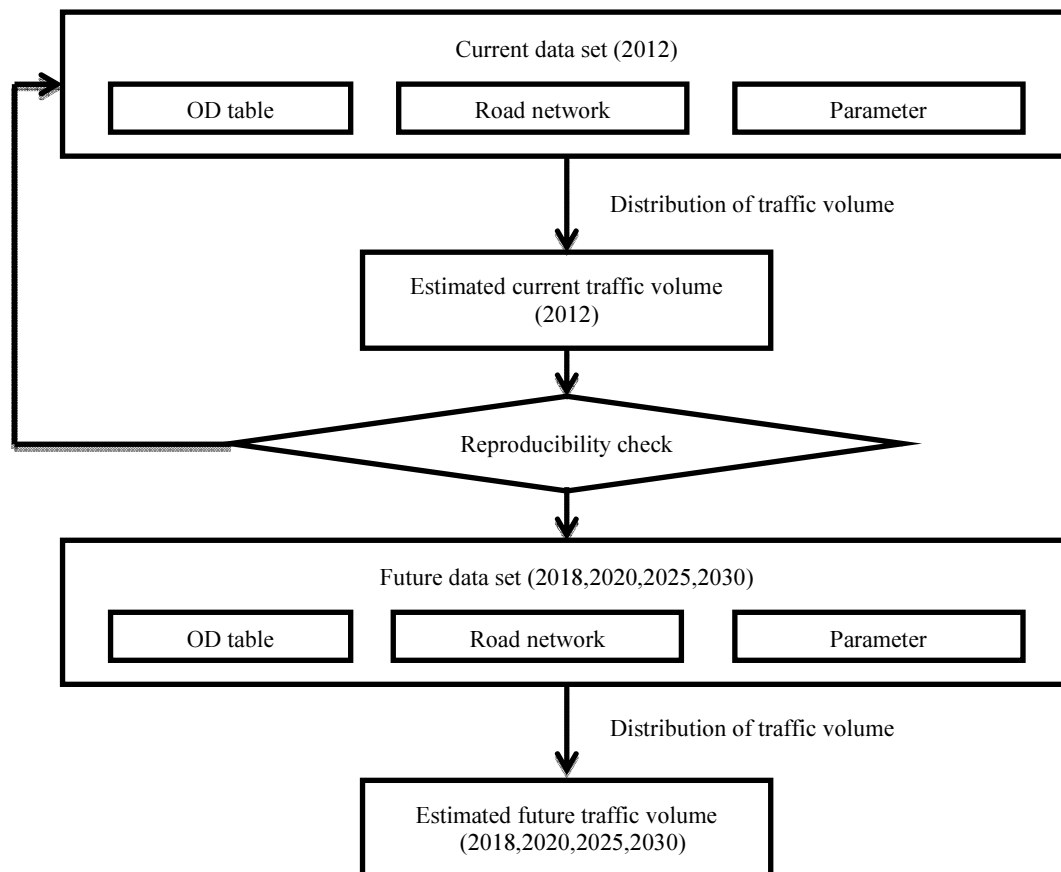 Current data set (2012)
OD table
Road network
Parameter
Distribution of traffic volume
Estimated current traffic volume
(2012)
Reproducibility check
Future data set (2018,2020,2025,2030)
OD table
Road network
Parameter
Distribution of traffic volume
Estimated future traffic volume
(2018,2020,2025,2030)